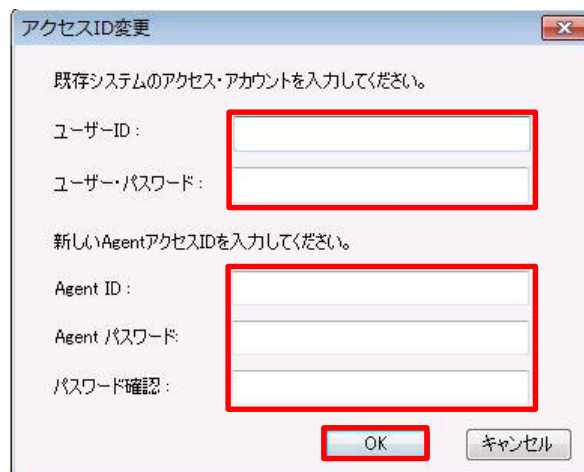 アクセスID変更
既存システムのアクセス・アカウントを入力してください。
ユーザーID：
ユーザー・パスワード：
新しいAgentアクセスIDを入力してください。
Agent ID：
Agent パスワード:
パスワード確認：
OK
キャンセル